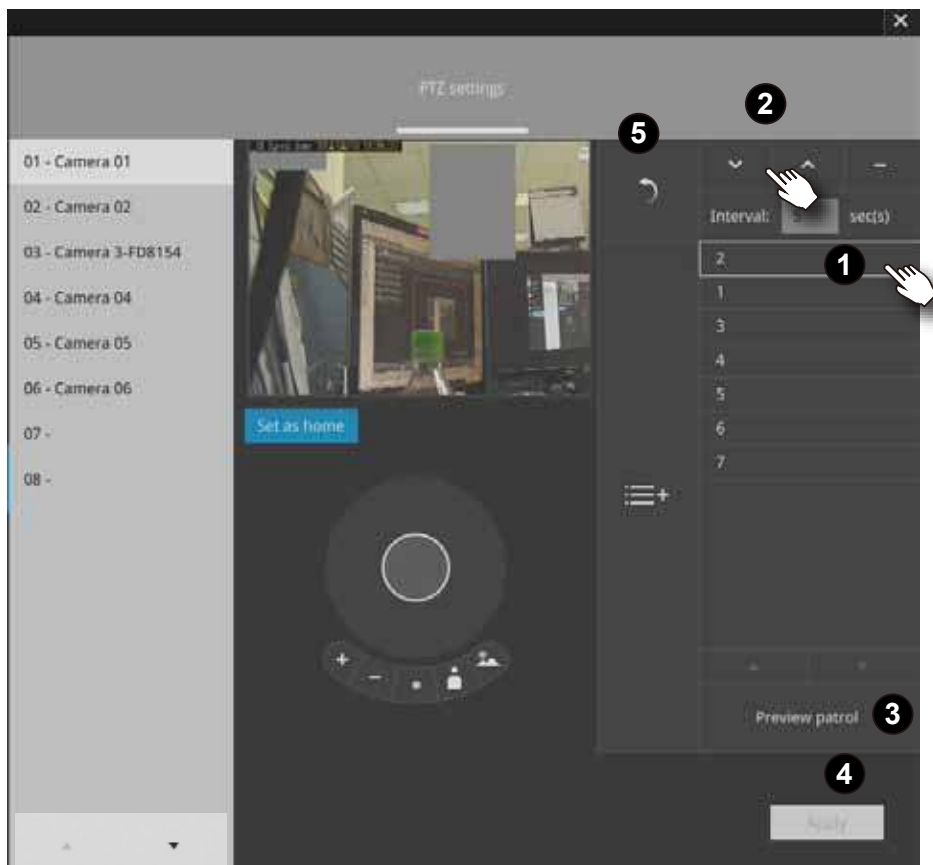 PTZ settings
2
5
01 - Camera 01
02 - Camera 02
03 - Camera 3-FD8154
04 - Camera 04
05 - Camera 05
06 - Camera 06
07 -
08 -
Interval:
sec(s)
2
1
1
3
4
5
6
7
Set as home
Preview patrol
3
4
Apply